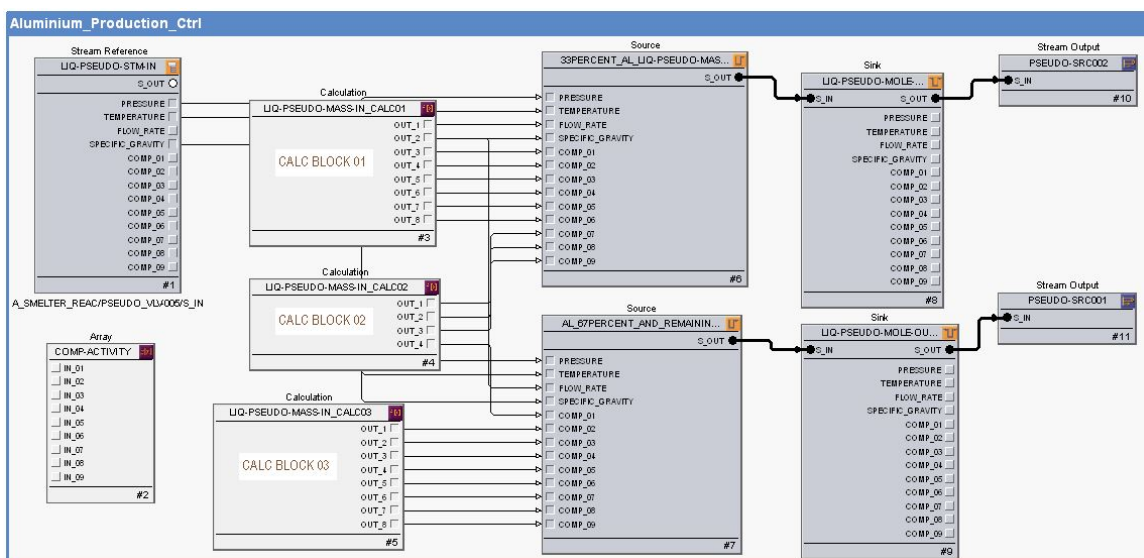 Aluminium_Production_Ctrl
Stream Reference
LIQ-PSEUDO-STM-IN
S_OUT
PRESSURE
TEMPERATURE
FLOW_RATE
SPECIFIC_GRAVITY
COMP_01
COMP_02
COMP_03
COMP_04
COMP_05
COMP_06
COMP_07
COMP_08
COMP_09
#1
A_SMELTER_REAC/PSEUDO_VLV005/S_IN
Array
COMP-ACTIVITY
IN_01
IN_02
IN_03
IN_04
IN_05
IN_06
IN_07
IN_08
IN_09
#2
Calculation
LIQ-PSEUDO-MASS-IN_CALC01
OUT_1
OUT_2
OUT_3
OUT_4
OUT_5
OUT_6
OUT_7
OUT_8
CALC BLOCK 01
#3
Calculation
LIQ-PSEUDO-MASS-IN_CALC02
OUT_1
OUT_2
OUT_3
OUT_4
CALC BLOCK 02
#4
Calculation
LIQ-PSEUDO-MASS-IN_CALC03
OUT_1
OUT_2
OUT_3
OUT_4
OUT_5
OUT_6
OUT_7
OUT_8
CALC BLOCK 03
#5
Source
33PERCENT_AL_LIQ-PSEUDO-MAS...
S_OUT
PRESSURE
TEMPERATURE
FLOW_RATE
SPECIFIC_GRAVITY
COMP_01
COMP_02
COMP_03
COMP_04
COMP_05
COMP_06
COMP_07
COMP_08
COMP_09
#6
Source
AL_67PERCENT_AND_REMAININ...
S_OUT
PRESSURE
TEMPERATURE
FLOW_RATE
SPECIFIC_GRAVITY
COMP_01
COMP_02
COMP_03
COMP_04
COMP_05
COMP_06
COMP_07
COMP_08
COMP_09
#7
Sink
LIQ-PSEUDO-MOLE-...
S_IN S_OUT
PRESSURE
TEMPERATURE
FLOW_RATE
SPECIFIC_GRAVITY
COMP_01
COMP_02
COMP_03
COMP_04
COMP_05
COMP_06
COMP_07
COMP_08
COMP_09
#8
Sink
LIQ-PSEUDO-MOLE-OU...
S_IN S_OUT
PRESSURE
TEMPERATURE
FLOW_RATE
SPECIFIC_GRAVITY
COMP_01
COMP_02
COMP_03
COMP_04
COMP_05
COMP_06
COMP_07
COMP_08
COMP_09
#9
Stream Output
PSEUDO-SRC002
S_IN
#10
Stream Output
PSEUDO-SRC001
S_IN
#11